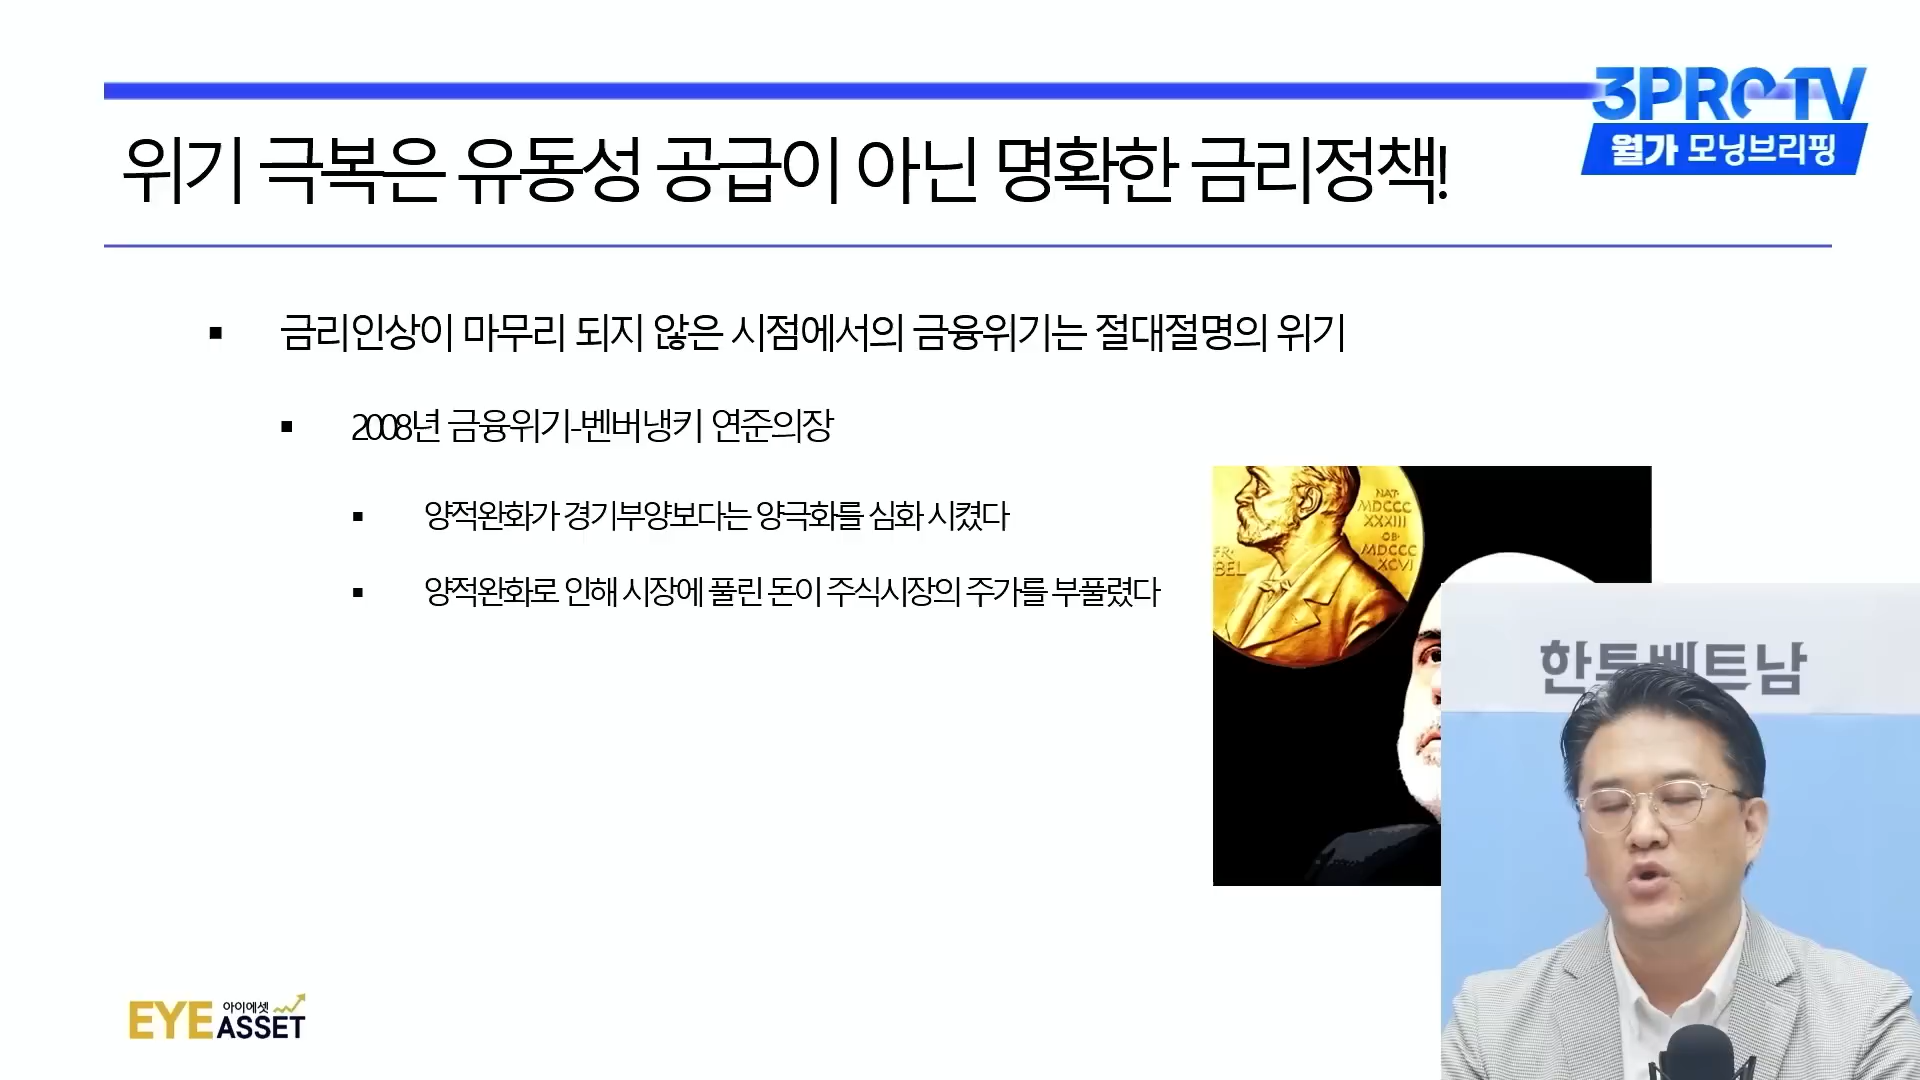 3PROTV
월가 모닝브리핑
위기 극복은 유동성 공급이 아닌 명확한 금리정책!
▪ 금리인상이 마무리 되지 않은 시점에서의 금융위기는 절대절명의 위기
▪ 2008년 금융위기-벤버냉키 연준의장
▪ 양적완화가 경기부양보다는 양극화를 심화 시켰다
▪ 양적완화로 인해 시장에 풀린 돈이 주식시장의 주가를 부풀렸다
NAT·
MDCCC
XXXIII
·OB·
MDCCC
XCVI
한투베트남
EYE 아이에셋
ASSET